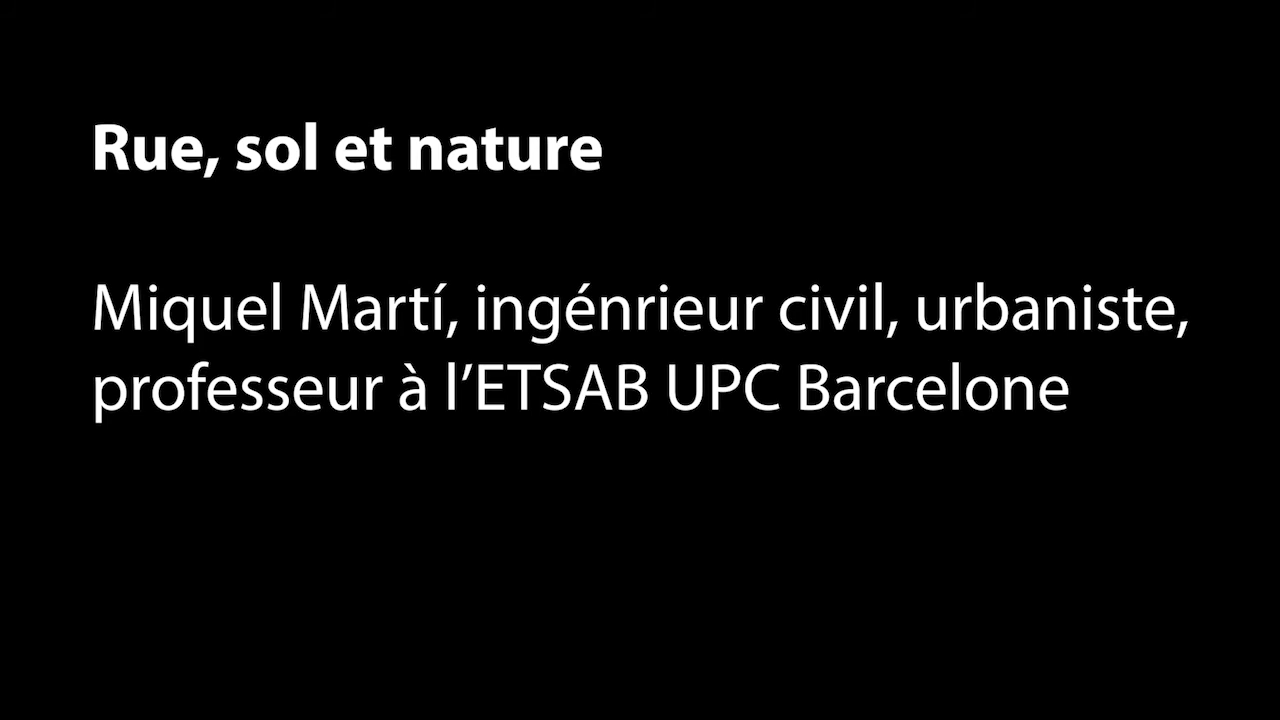 Rue, sol et nature
Miquel Martí, ingénrieur civil, urbaniste,
professeur à l’ETSAB UPC Barcelone